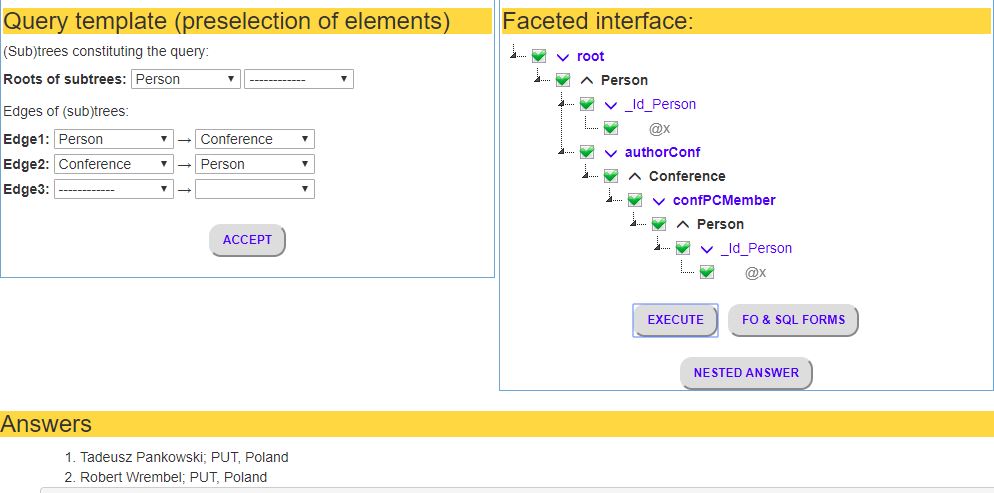 Query template (preselection of elements)
(Sub)trees constituting the query:
Roots of subtrees: Person ------------
Edges of (sub)trees:
Edge1: Person → Conference
Edge2: Conference → Person
Edge3: ------------ →
ACCEPT
Faceted interface:
root
Person
_Id_Person
@x
authorConf
Conference
confPCMember
Person
_Id_Person
@x
EXECUTE FO & SQL FORMS
NESTED ANSWER
Answers
1. Tadeusz Pankowski; PUT, Poland
2. Robert Wrembel; PUT, Poland